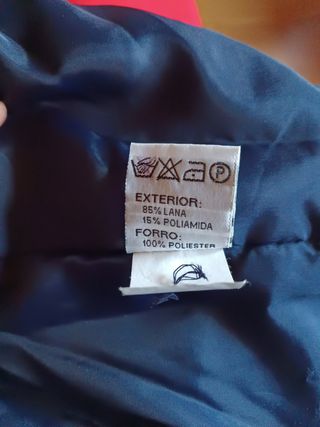 P
EXTERIOR:
85% LANA
15% POLIAMIDA
FORRO:
100% POLIESTER